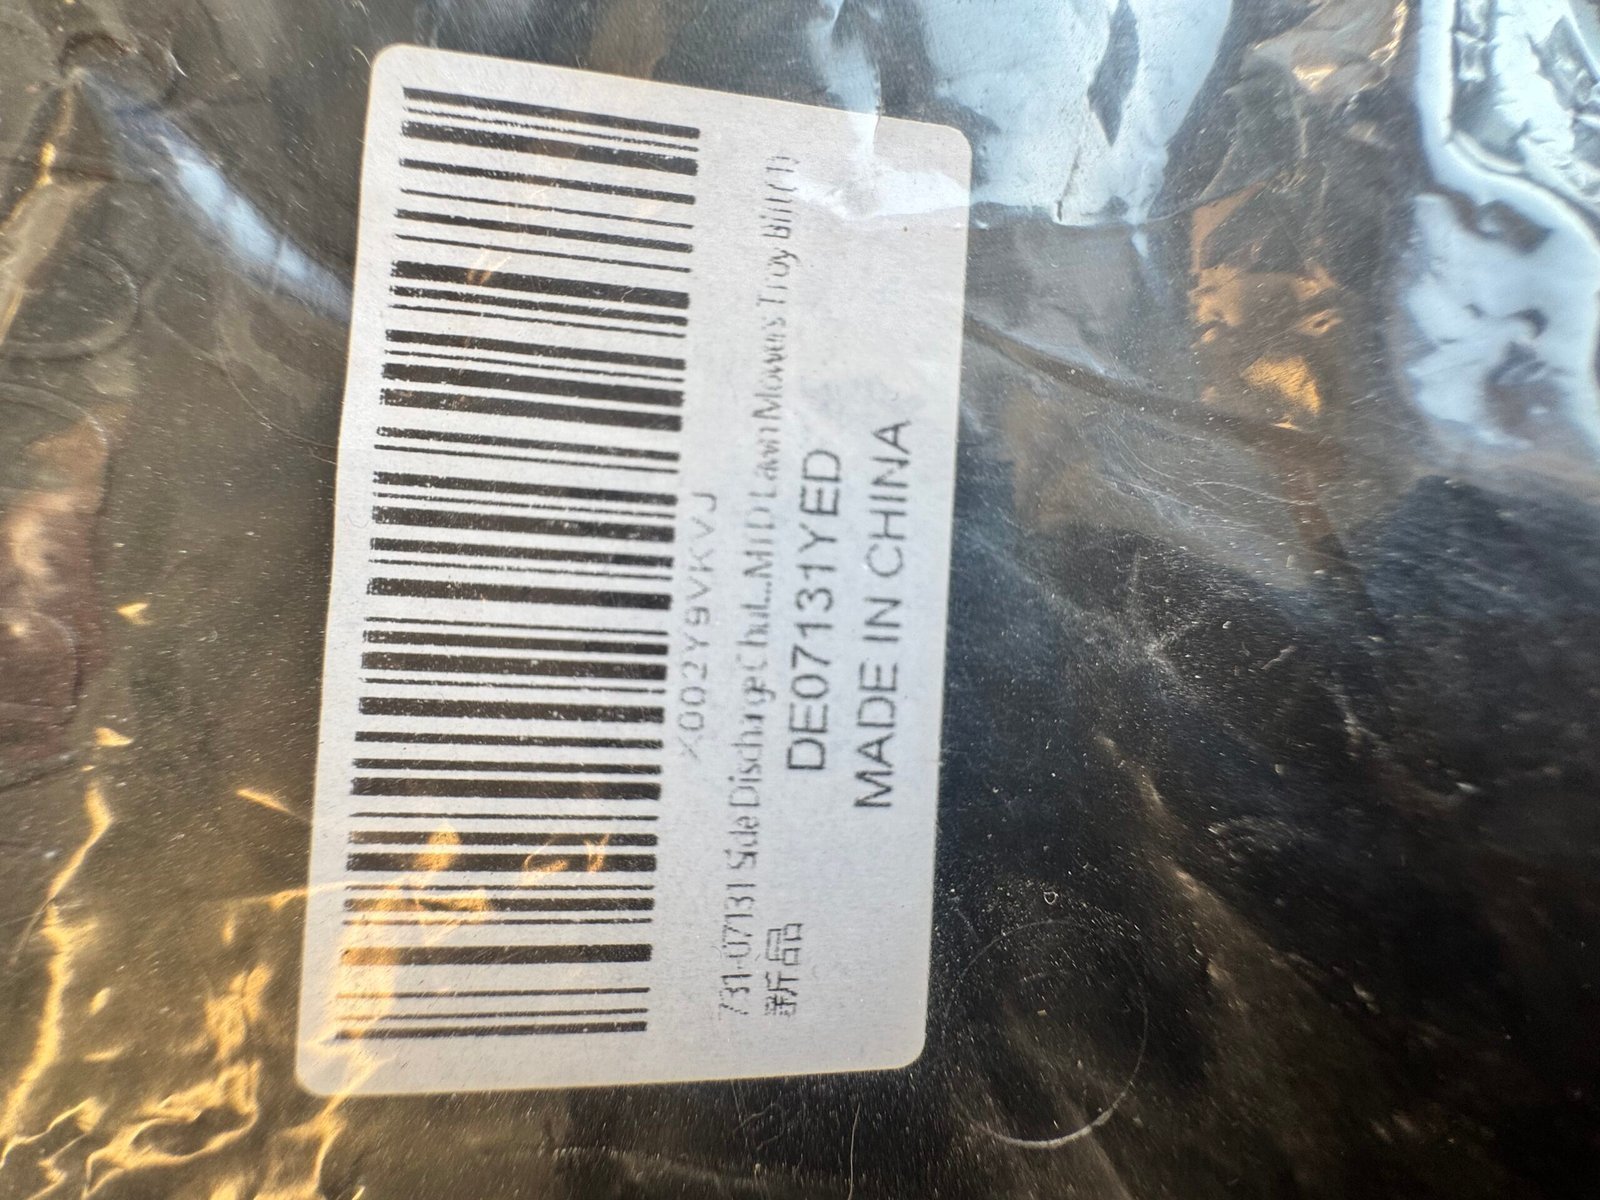 X002Y9VKVJ
731-07131 Side Discharge Chut...MTD Lawn Mowers Troy Bilt (1)
新品
DE07131YED
MADE IN CHINA